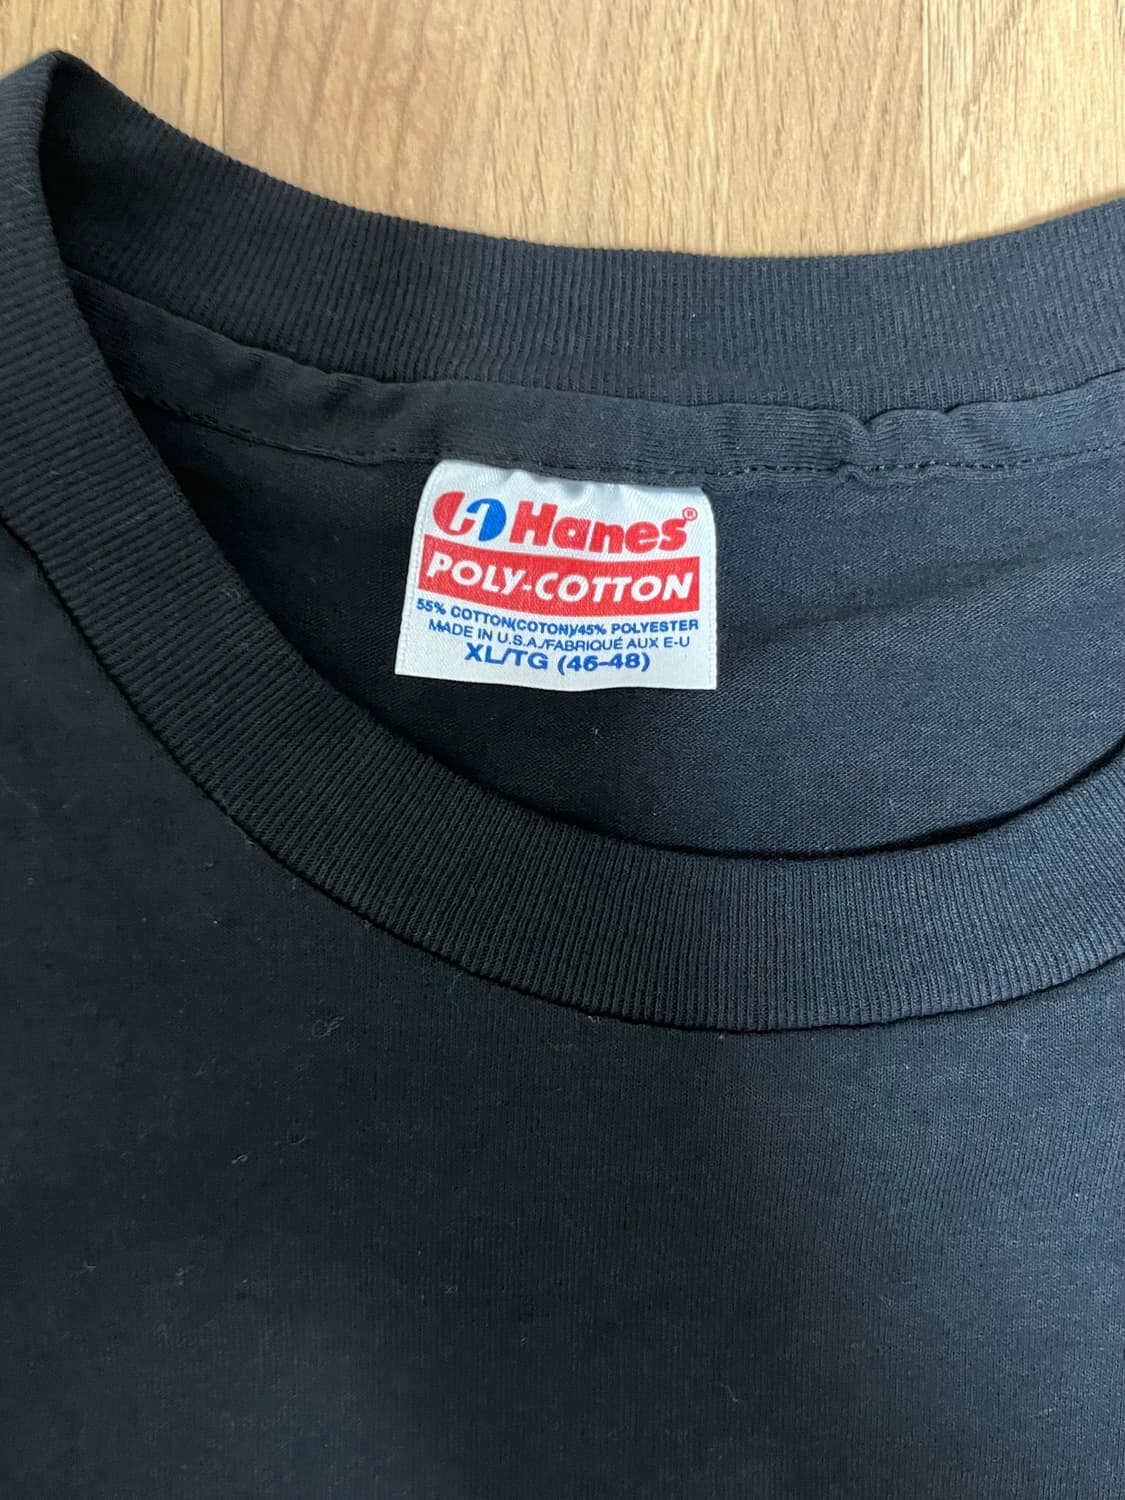 Hanes®
POLY-COTTON
55% COTTON(COTON)/45% POLYESTER
MADE IN U.S.A./FABRIQUÉ AUX E-U
XL/TG (46-48)